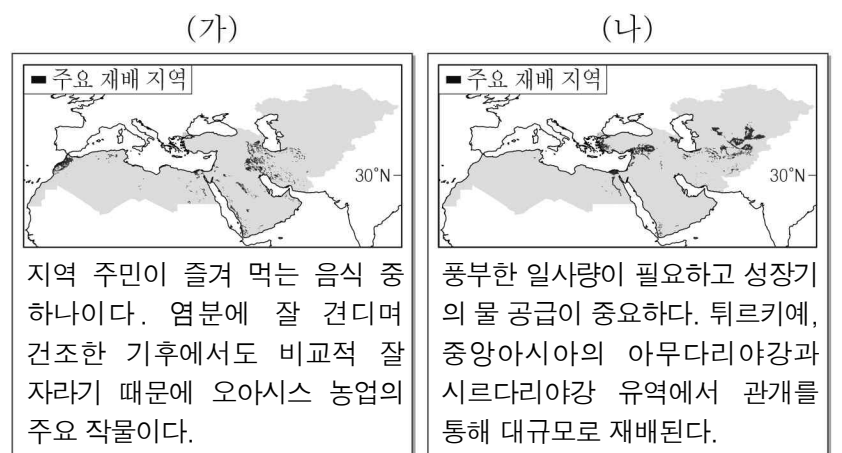 (가)
■ 주요 재배 지역
30°N
지역 주민이 즐겨 먹는 음식 중
하나이다. 염분에 잘 견디며
건조한 기후에서도 비교적 잘
자라기 때문에 오아시스 농업의
주요 작물이다.
(나)
■ 주요 재배 지역
30°N
풍부한 일사량이 필요하고 성장기
의 물 공급이 중요하다. 튀르키예,
중앙아시아의 아무다리야강과
시르다리야강 유역에서 관개를
통해 대규모로 재배된다.